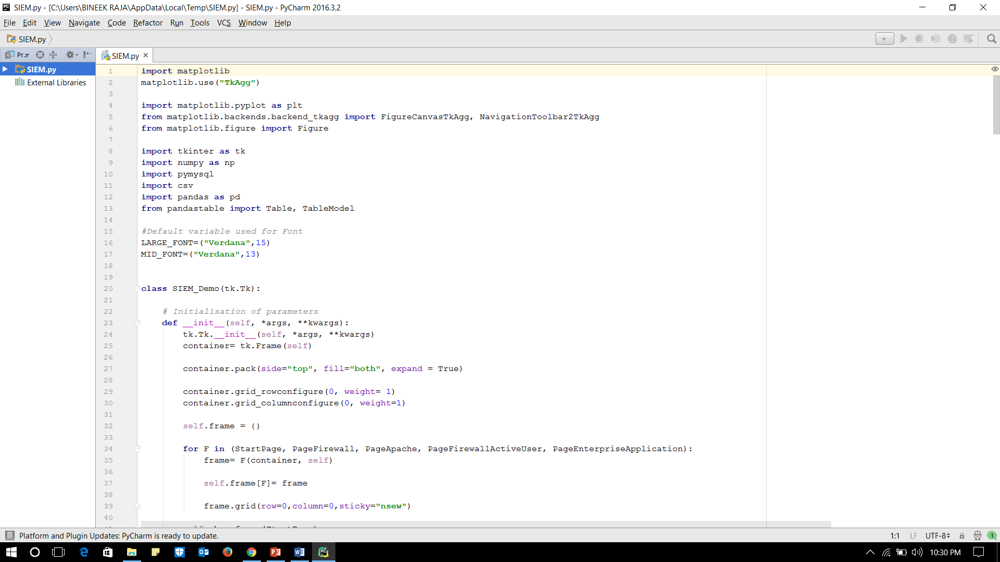 SIEM.py - [C:\Users\BINEEK RAJA\AppData\Local\Temp\SIEM.py] - SIEM.py - PyCharm 2016.3.2
File Edit View Navigate Code Refactor Run Tools VCS Window Help
SIEM.py
Pr..
SIEM.py
SIEM.py
External Libraries
1 import matplotlib
2 matplotlib.use("TkAgg")
3
4 import matplotlib.pyplot as plt
5 from matplotlib.backends.backend_tkagg import FigureCanvasTkAgg, NavigationToolbar2TkAgg
6 from matplotlib.figure import Figure
7
8 import tkinter as tk
9 import numpy as np
10 import pymysql
11 import csv
12 import pandas as pd
13 from pandastable import Table, TableModel
14
15 #Default variable used for Font
16 LARGE_FONT=("Verdana",15)
17 MID_FONT=("Verdana",13)
18
19
20 class SIEM_Demo(tk.Tk):
21
22     # Initialisation of parameters
23     def __init__(self, *args, **kwargs):
24         tk.Tk.__init__(self, *args, **kwargs)
25         container= tk.Frame(self)
26
27         container.pack(side="top", fill="both", expand = True)
28
29         container.grid_rowconfigure(0, weight= 1)
30         container.grid_columnconfigure(0, weight=1)
31
32         self.frame = {}
33
34         for F in (StartPage, PageFirewall, PageApache, PageFirewallActiveUser, PageEnterpriseApplication):
35             frame= F(container, self)
36
37             self.frame[F]= frame
38
39             frame.grid(row=0,column=0,sticky="nsew")
40
Platform and Plugin Updates: PyCharm is ready to update.
1:1 LF UTF-8 1
10:30 PM